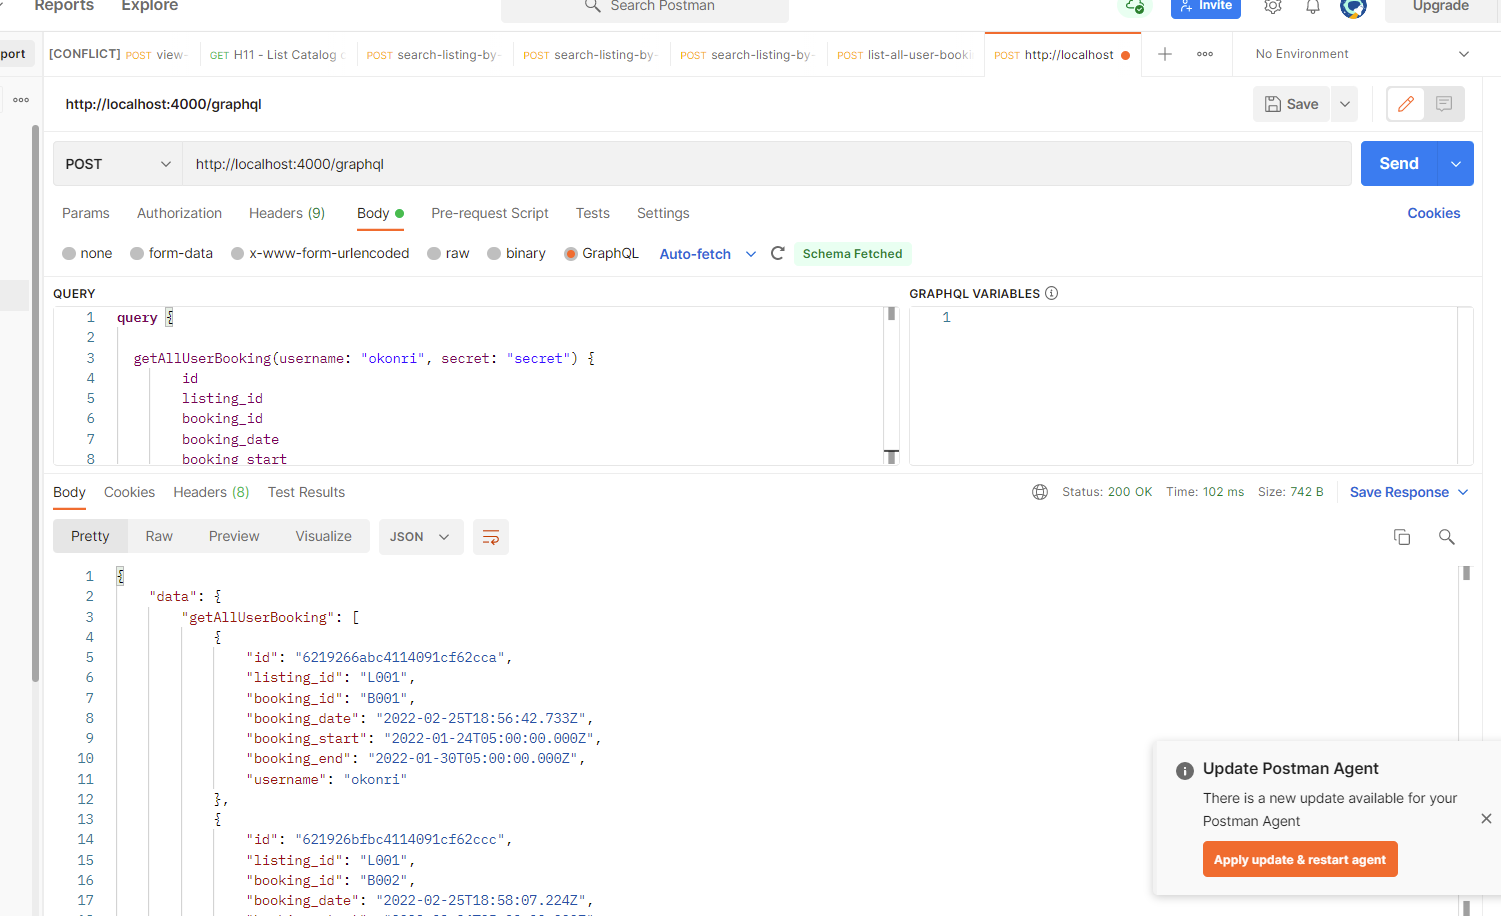 Reports Explore Search Postman Invite Upgrade
port [CONFLICT] POST view- GET H11 - List Catalog POST search-listing-by- POST search-listing-by- POST search-listing-by- POST list-all-user-booki POST http://localhost No Environment
http://localhost:4000/graphql Save
POST http://localhost:4000/graphql Send
Params Authorization Headers (9) Body Pre-request Script Tests Settings Cookies
none form-data x-www-form-urlencoded raw binary GraphQL Auto-fetch Schema Fetched
QUERY GRAPHQL VARIABLES
1 query { 1
2
3 getAllUserBooking(username: "okonri", secret: "secret") {
4 id
5 listing_id
6 booking_id
7 booking_date
8 booking_start
Body Cookies Headers (8) Test Results Status: 200 OK Time: 102 ms Size: 742 B Save Response
Pretty Raw Preview Visualize JSON
1 {
2 "data": {
3 "getAllUserBooking": [
4 {
5 "id": "6219266abc4114091cf62cca",
6 "listing_id": "L001",
7 "booking_id": "B001",
8 "booking_date": "2022-02-25T18:56:42.733Z",
9 "booking_start": "2022-01-24T05:00:00.000Z",
10 "booking_end": "2022-01-30T05:00:00.000Z",
11 "username": "okonri"
12 },
13 {
14 "id": "621926bfbc4114091cf62ccc",
15 "listing_id": "L001",
16 "booking_id": "B002",
17 "booking_date": "2022-02-25T18:58:07.224Z",
Update Postman Agent
There is a new update available for your
Postman Agent
Apply update & restart agent